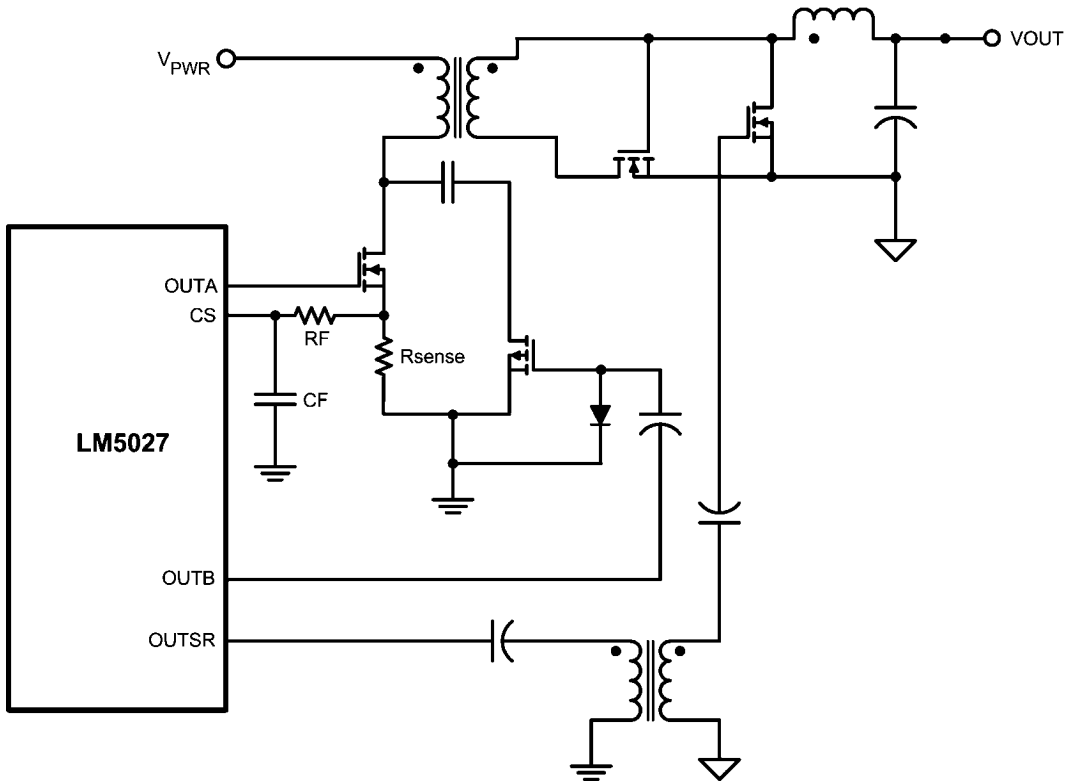 VOUT
VPWR
OUTA
CS
RF
Rsense
CF
LM5027
OUTB
OUTSR